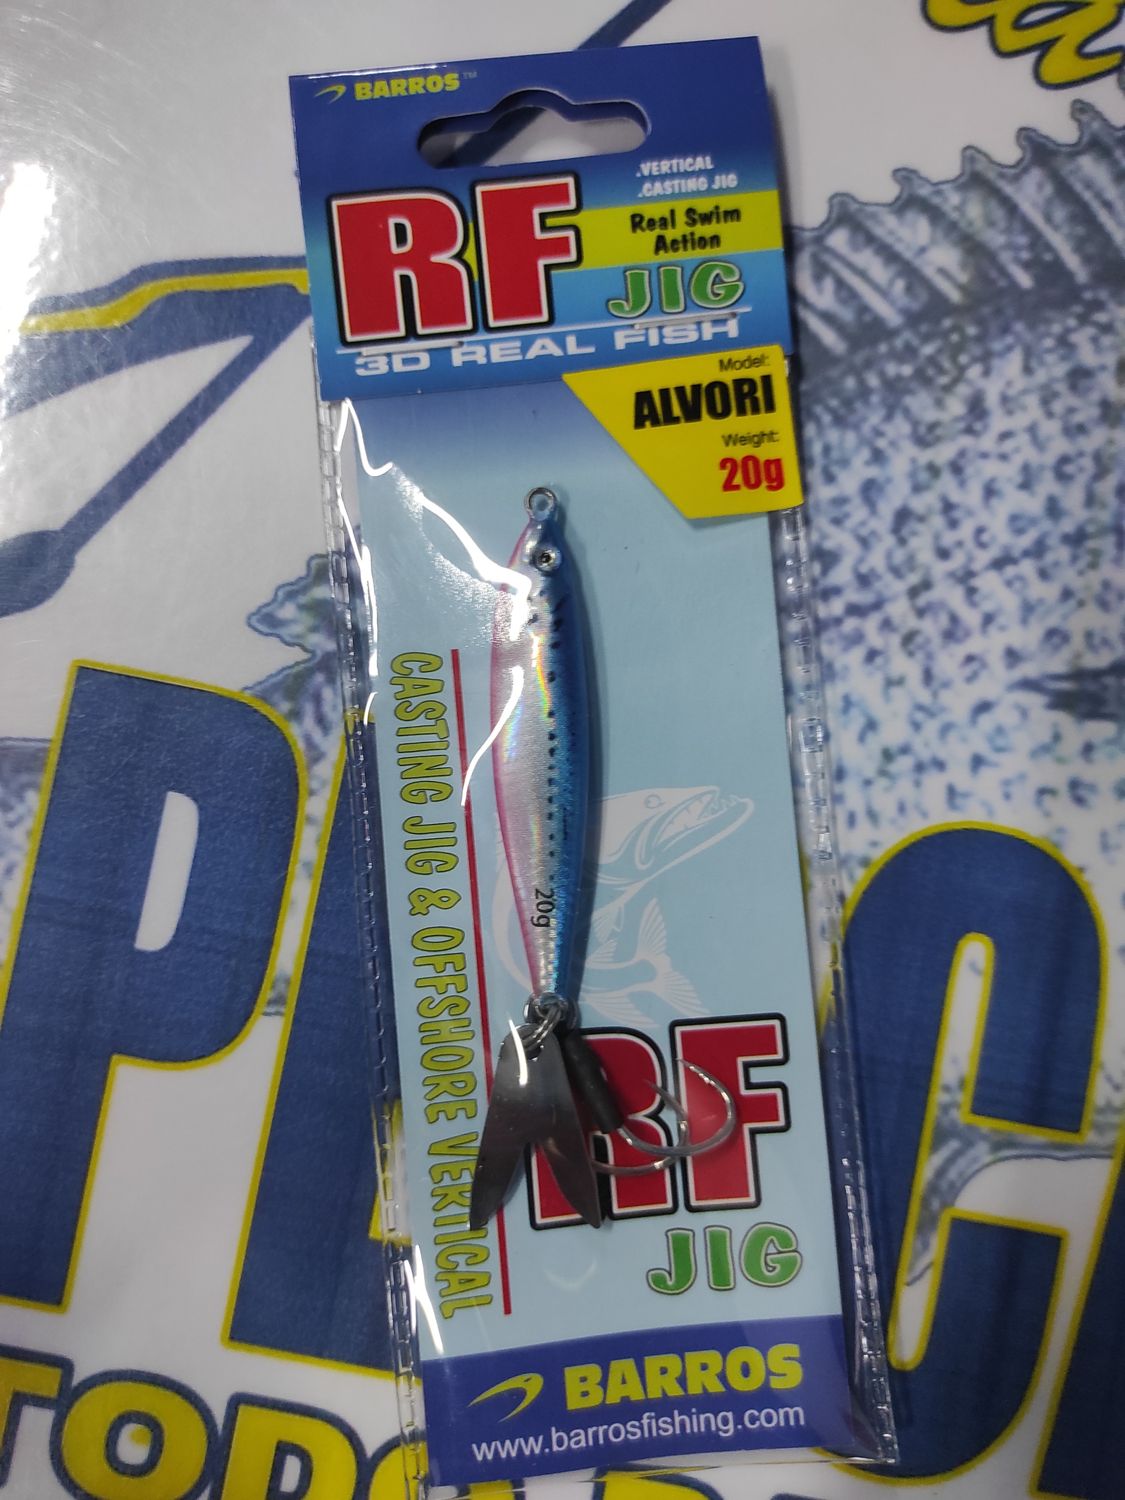 BARROS™
.VERTICAL
.CASTING JIG
RF
Real Swim
Action
JIG
3D REAL FISH
Model:
ALVORI
Weight:
20g
CASTING JIG & OFFSHORE VERTICAL
20g
RF
JIG
BARROS
www.barrosfishing.com